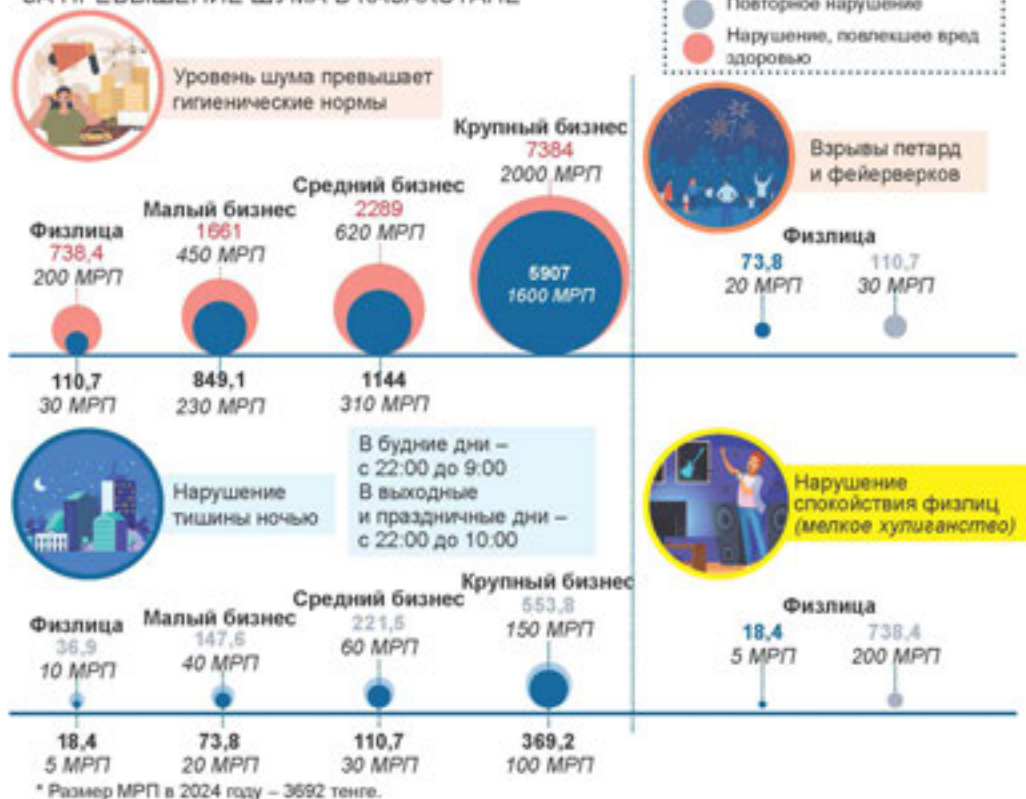 ЗА ПРЕВЫШЕНИЕ ШУМА В КАЗАХСТАНЕ
Повторное нарушение
Нарушение, повлекшее вред
здоровью
Уровень шума превышает
гигиенические нормы
Физлица
738,4
200 МРП
Малый бизнес
1661
450 МРП
Средний бизнес
2289
620 МРП
Крупный бизнес
7384
2000 МРП
5907
1600 МРП
110,7
30 МРП
849,1
230 МРП
1144
310 МРП
Взрывы петард
и фейерверков
Физлица
73,8
20 МРП
110,7
30 МРП
Нарушение
тишины ночью
В будние дни –
с 22:00 до 9:00
В выходные
и праздничные дни –
с 22:00 до 10:00
Физлица
36,9
10 МРП
Малый бизнес
147,6
40 МРП
Средний бизнес
221,5
60 МРП
Крупный бизнес
553,8
150 МРП
18,4
5 МРП
73,8
20 МРП
110,7
30 МРП
369,2
100 МРП
Нарушение
спокойствия физлиц
(мелкое хулиганство)
Физлица
18,4
5 МРП
738,4
200 МРП
* Размер МРП в 2024 году – 3692 тенге.